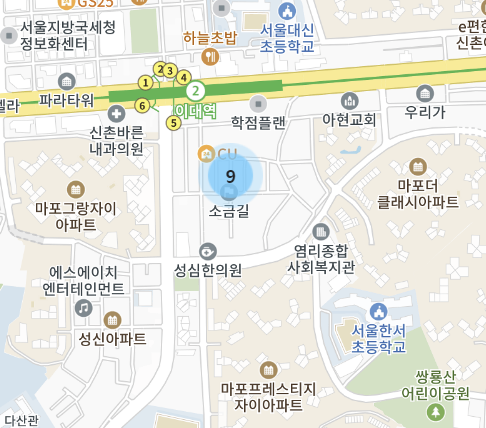 GS25
서울지방국세청
정보화센터
하늘초밥
서울대신
초등학교
e편한
신촌
1
2
3
4
2
이대역
6
5
파라타워
벨라
신촌바른
내과의원
학점플랜
아현교회
우리가
CU
9
소금길
마포그랑자이
아파트
마포더
클래시아파트
성심한의원
염리종합
사회복지관
에스에이치
엔터테인먼트
성신아파트
서울한서
초등학교
마포프레스티지
자이아파트
쌍룡산
어린이공원
다산관